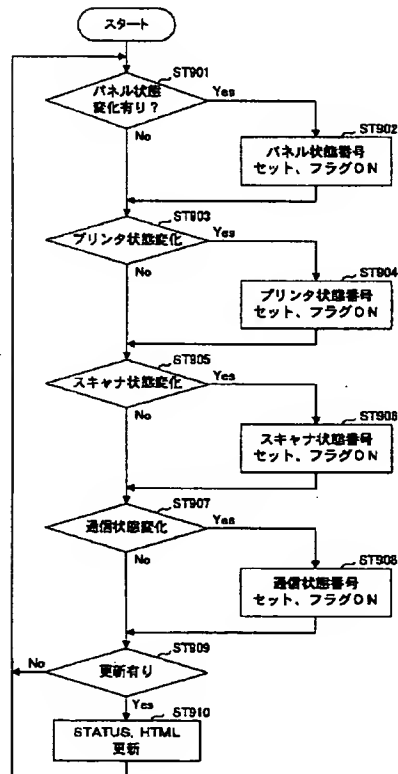 スタート
ST901
パネル状態
変化有り？
Yes
No
ST902
パネル状態番号
セット、フラグON
ST903
プリンタ状態変化
Yes
No
ST904
プリンタ状態番号
セット、フラグON
ST905
スキャナ状態変化
Yes
No
ST906
スキャナ状態番号
セット、フラグON
ST907
通信状態変化
Yes
No
ST908
通信状態番号
セット、フラグON
ST909
更新有り
No
Yes
ST910
STATUS, HTML
更新